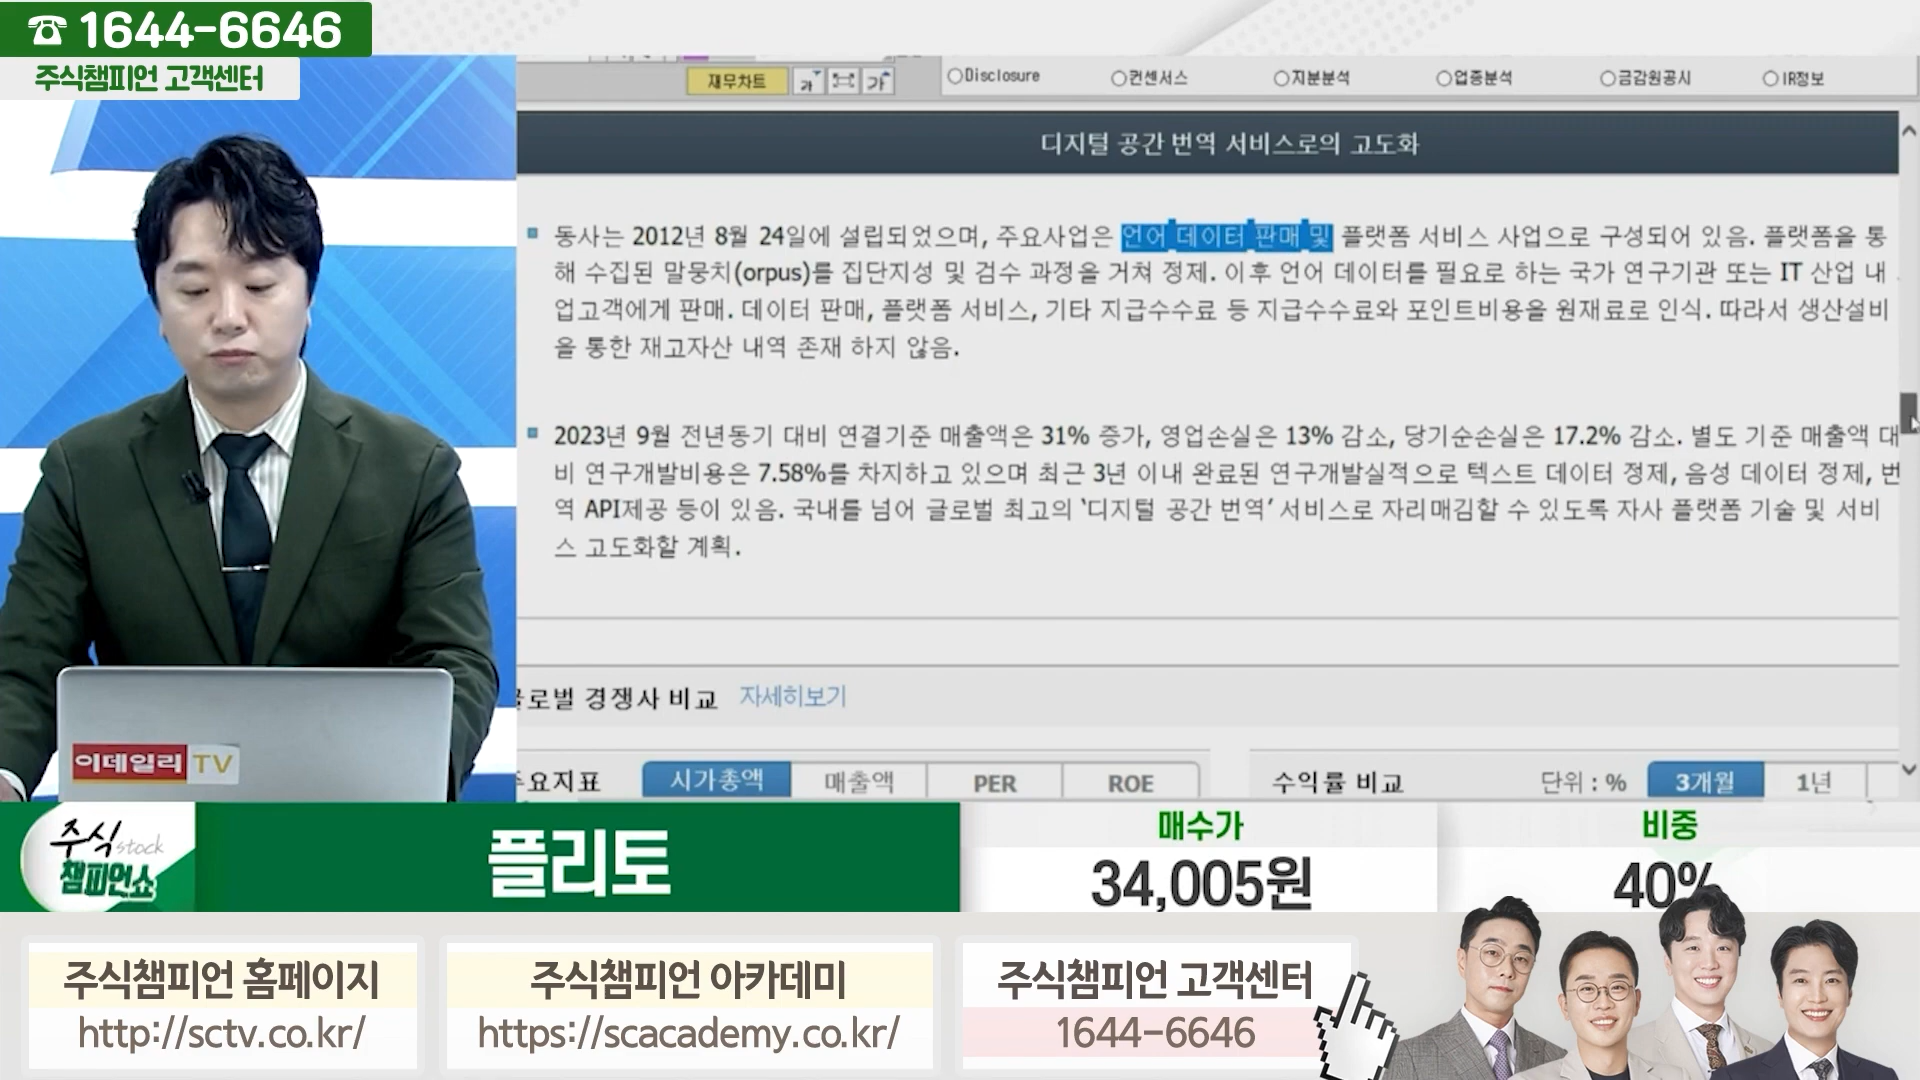 ☎ 1644-6646
주식챔피언 고객센터
재무차트
가
가
Disclosure
컨센서스
지분분석
업종분석
금감원공시
IR정보
디지털 공간 번역 서비스로의 고도화
동사는 2012년 8월 24일에 설립되었으며, 주요사업은 언어 데이터 판매 및 플랫폼 서비스 사업으로 구성되어 있음. 플랫폼을 통
해 수집된 말뭉치(orpus)를 집단지성 및 검수 과정을 거쳐 정제. 이후 언어 데이터를 필요로 하는 국가 연구기관 또는 IT 산업 내
업고객에게 판매. 데이터 판매, 플랫폼 서비스, 기타 지급수수료 등 지급수수료와 포인트비용을 원재료로 인식. 따라서 생산설비
을 통한 재고자산 내역 존재 하지 않음.
2023년 9월 전년동기 대비 연결기준 매출액은 31% 증가, 영업손실은 13% 감소, 당기순손실은 17.2% 감소. 별도 기준 매출액 대
비 연구개발비용은 7.58%를 차지하고 있으며 최근 3년 이내 완료된 연구개발실적으로 텍스트 데이터 정제, 음성 데이터 정제, 번
역 API제공 등이 있음. 국내를 넘어 글로벌 최고의 '디지털 공간 번역' 서비스로 자리매김할 수 있도록 자사 플랫폼 기술 및 서비
스 고도화할 계획.
글로벌 경쟁사 비교 자세히보기
주요지표
시가총액
매출액
PER
ROE
수익률 비교
단위 : %
3개월
1년
이데일리 TV
주식 stock
챔피언쇼
플리토
매수가
34,005원
비중
40%
주식챔피언 홈페이지
http://sctv.co.kr/
주식챔피언 아카데미
https://scacademy.co.kr/
주식챔피언 고객센터
1644-6646